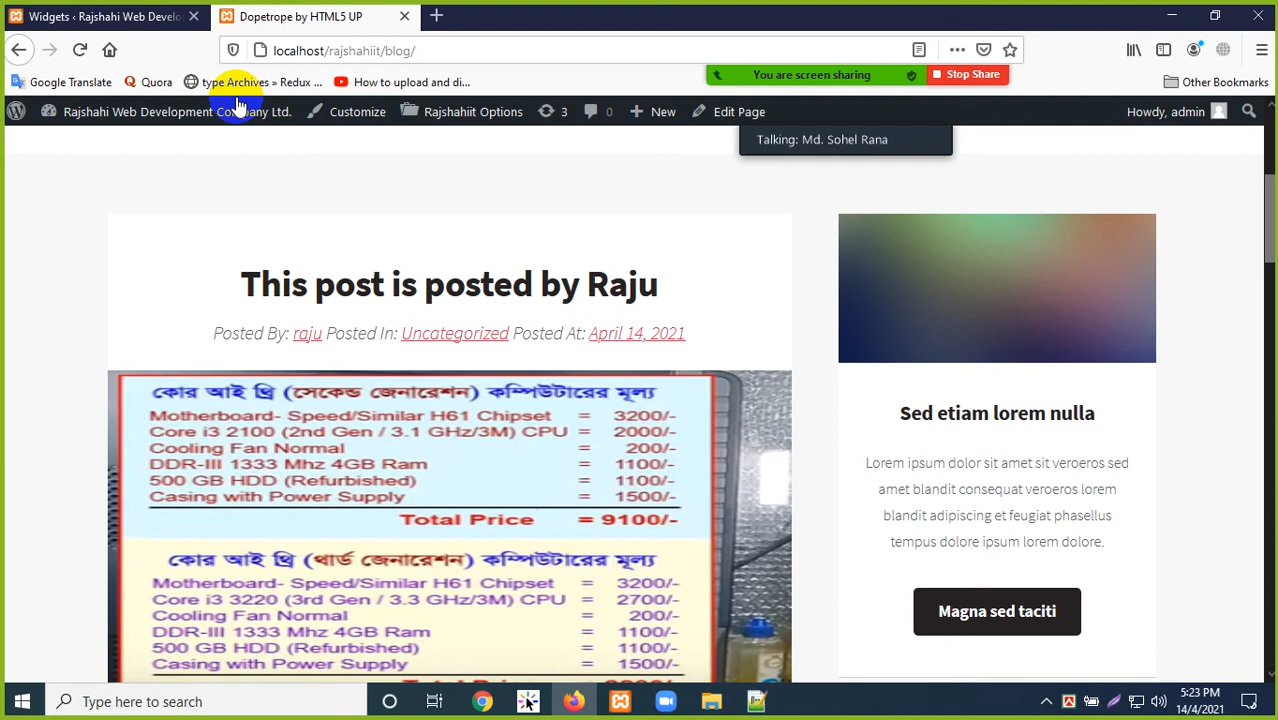 Widgets ‹ Rajshahi Web Develo
Dopetrope by HTML5 UP
localhost/rajshahiit/blog/
Google Translate
Quora
type Archives » Redux ...
How to upload and di...
You are screen sharing
Stop Share
Other Bookmarks
Rajshahi Web Development Company Ltd.
Customize
Rajshahiit Options
3
0
New
Edit Page
Howdy, admin
Talking: Md. Sohel Rana
This post is posted by Raju
Posted By: raju Posted In: Uncategorized Posted At: April 14, 2021
কোর আই থ্রি (সেকেন্ড জেনারেশন) কম্পিউটারের মূল্য
Motherboard- Speed/Similar H61 Chipset = 3200/-
Core i3 2100 (2nd Gen / 3.1 GHz/3M) CPU = 2000/-
Cooling Fan Normal = 200/-
DDR-III 1333 Mhz 4GB Ram = 1100/-
500 GB HDD (Refurbished) = 1100/-
Casing with Power Supply = 1500/-
Total Price = 9100/-
কোর আই থ্রি (থার্ড জেনারেশন) কম্পিউটারের মূল্য
Motherboard- Speed/Similar H61 Chipset = 3200/-
Core i3 3220 (3rd Gen / 3.3 GHz/3M) CPU = 2700/-
Cooling Fan Normal = 200/-
DDR-III 1333 Mhz 4GB Ram = 1100/-
500 GB HDD (Refurbished) = 1100/-
Casing with Power Supply = 1500/-
Sed etiam lorem nulla
Lorem ipsum dolor sit amet sit veroeros sed
amet blandit consequat veroeros lorem
blandit adipiscing et feugiat phasellus
tempus dolore ipsum lorem dolore.
Magna sed taciti
Type here to search
5:23 PM
14/4/2021